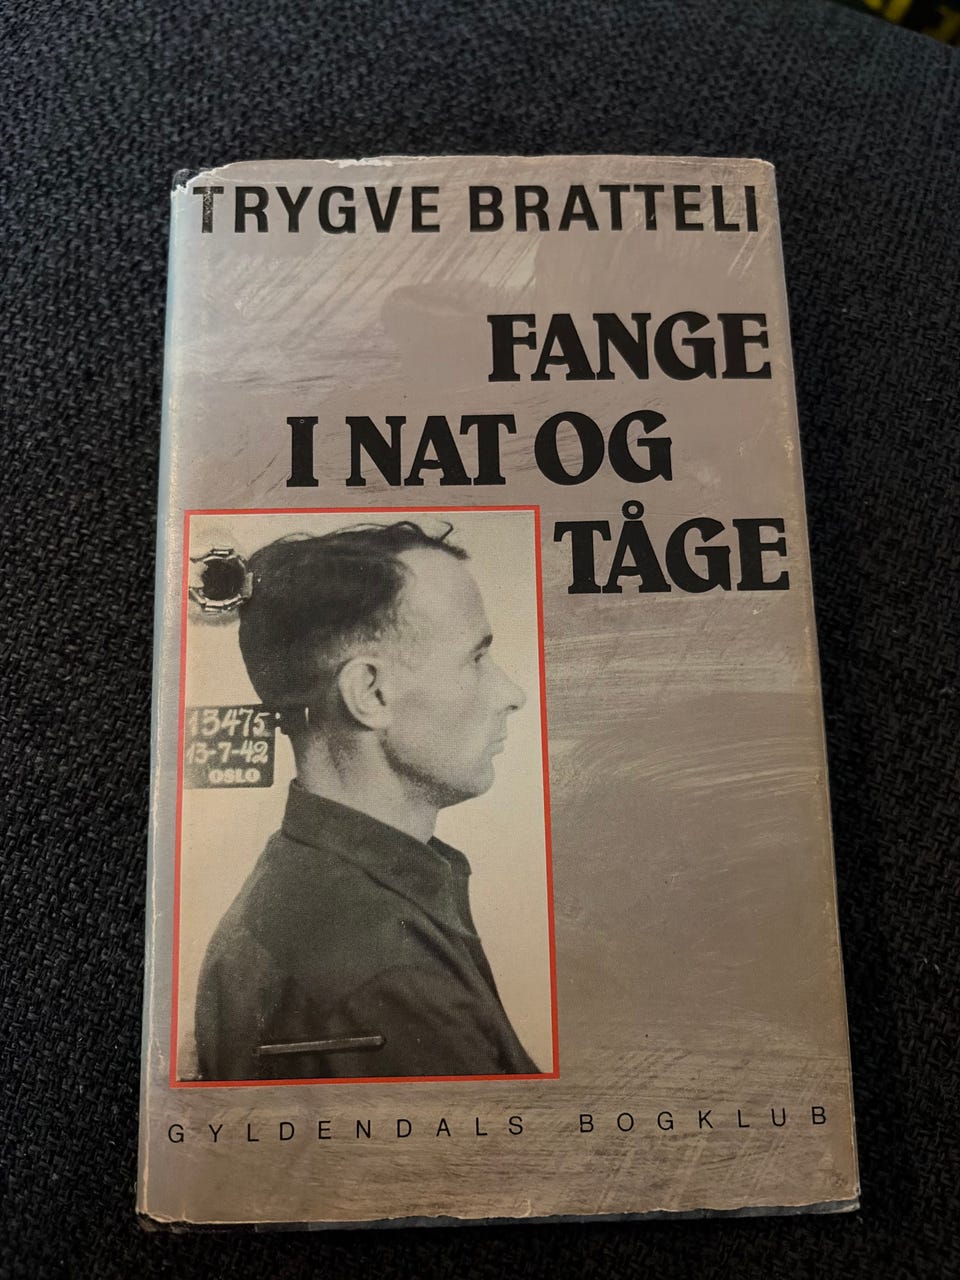 TRYGVE BRATTELI
FANGE
I NAT OG
TÅGE
13475
13-7-42
OSLO
GYLDENDALS BOGKLUB